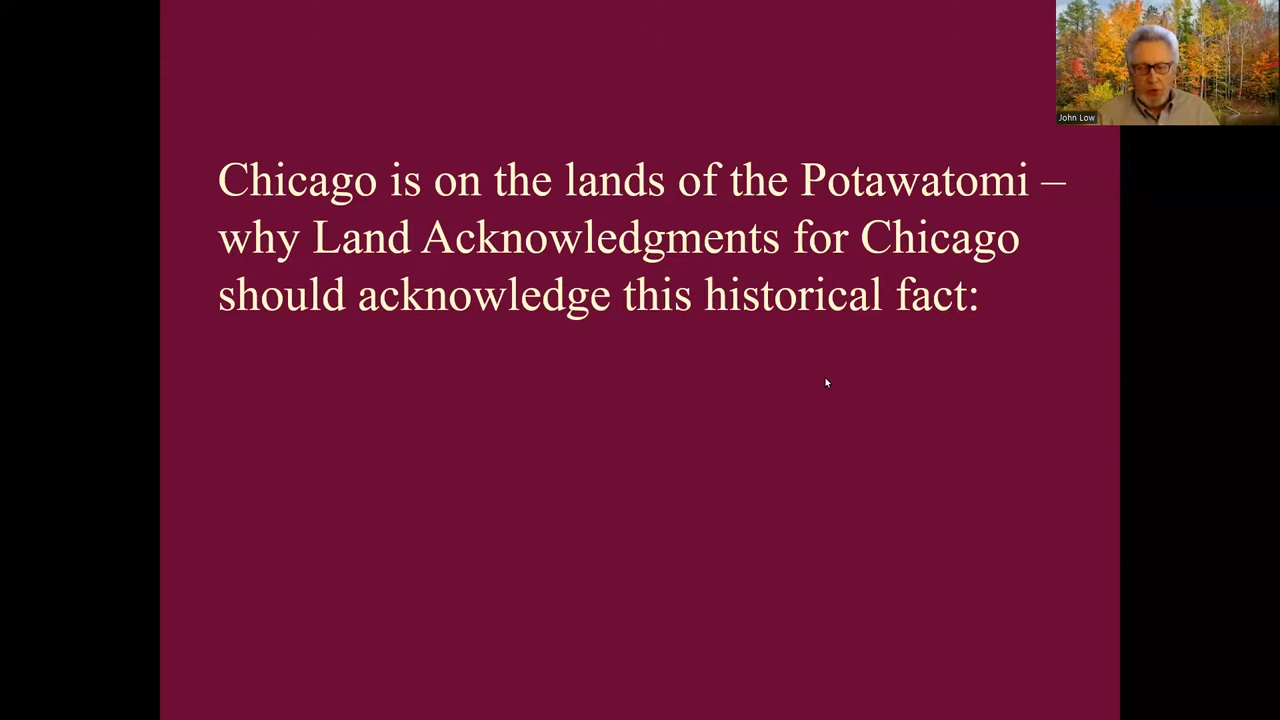 John Low
Chicago is on the lands of the Potawatomi –
why Land Acknowledgments for Chicago
should acknowledge this historical fact: